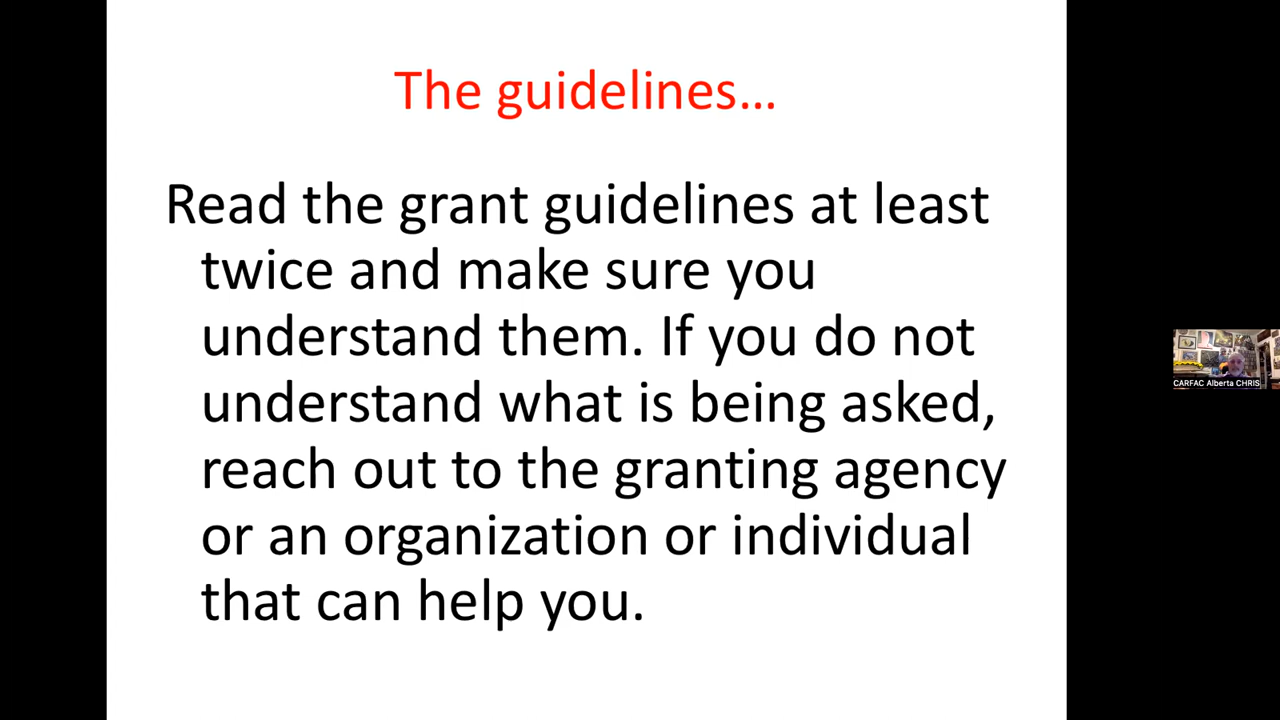 The guidelines...
Read the grant guidelines at least
twice and make sure you
understand them. If you do not
understand what is being asked,
reach out to the granting agency
or an organization or individual
that can help you.
CARFAC Alberta CHRIS